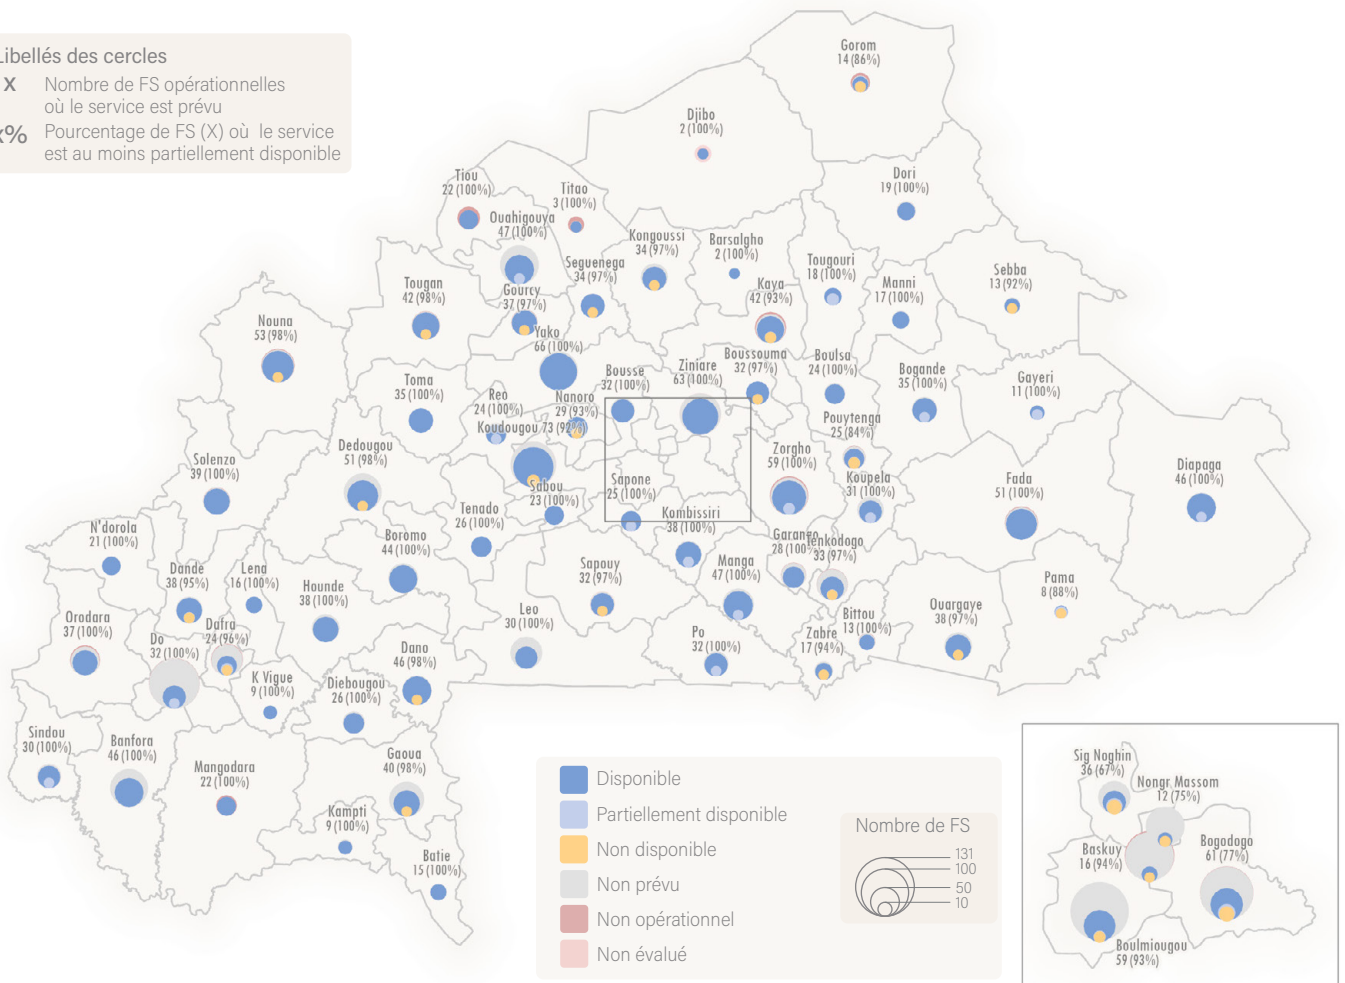 Libellés des cercles
X Nombre de FS opérationnelles
où le service est prévu
x% Pourcentage de FS (X) où le service
est au moins partiellement disponible
Gorom
14 (86%)
Djibo
2 (100%)
Dori
19 (100%)
Tiou
22 (100%)
Titao
3 (100%)
Ouahigouya
47 (100%)
Kongoussi
34 (97%)
Barsalgho
2 (100%)
Seguenega
34 (97%)
Tougouri
18 (100%)
Sebba
13 (92%)
Manni
17 (100%)
Kaya
42 (93%)
Tougan
42 (98%)
Gourcy
37 (97%)
Nouna
53 (98%)
Yako
66 (100%)
Ziniare
63 (100%)
Boussouma
32 (97%)
Boulsa
24 (100%)
Bogande
35 (100%)
Gayeri
11 (100%)
Bousse
32 (100%)
Toma
35 (100%)
Reo
24 (100%)
Nanoro
29 (93%)
Koudougou 73 (92%)
Pouytenga
25 (84%)
Dedougou
51 (98%)
Zorgho
59 (100%)
Solenzo
39 (100%)
Diapaga
46 (100%)
Koupela
31 (100%)
Fada
51 (100%)
Sapone
25 (100%)
Sabou
23 (100%)
Tenado
26 (100%)
Kombissiri
38 (100%)
N'dorola
21 (100%)
Boromo
44 (100%)
Garango
28 (100%)
Tenkodogo
33 (97%)
Manga
47 (100%)
Sapouy
32 (97%)
Dande
38 (95%)
Lena
16 (100%)
Hounde
38 (100%)
Pama
8 (88%)
Leo
30 (100%)
Bittou
13 (100%)
Ouargaye
38 (97%)
Orodara
37 (100%)
Dafra
24 (96%)
Do
32 (100%)
Po
32 (100%)
Zabre
17 (94%)
Dano
46 (98%)
K Vigue
9 (100%)
Diebougou
26 (100%)
Sindou
30 (100%)
Banfora
46 (100%)
Mangodara
22 (100%)
Gaoua
40 (98%)
Kampti
9 (100%)
Batie
15 (100%)
Disponible
Partiellement disponible
Non disponible
Non prévu
Non opérationnel
Non évalué
Nombre de FS
131
100
50
10
Sig Noghin
36 (67%)
Nongr Massom
12 (75%)
Baskuy
16 (94%)
Bogodogo
61 (77%)
Boulmiougou
59 (93%)